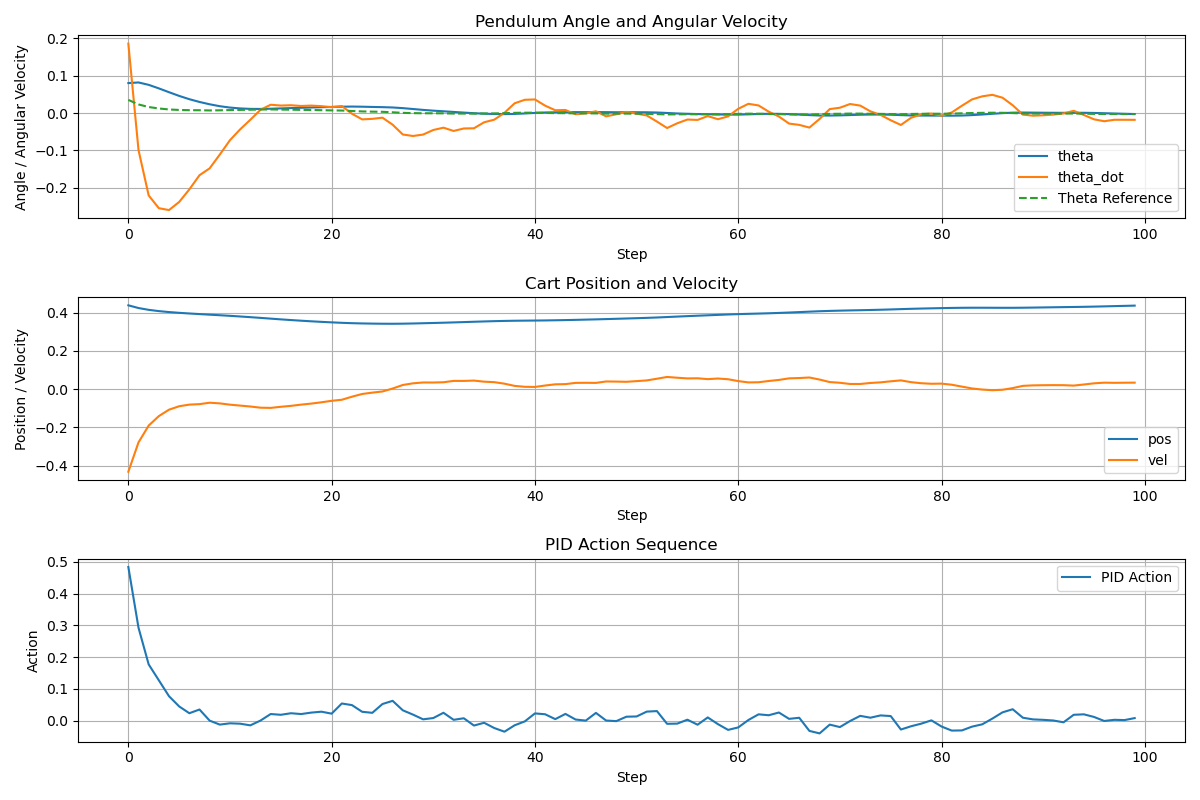 Pendulum Angle and Angular Velocity
Angle / Angular Velocity
0.2
0.1
0.0
−0.1
−0.2
theta
theta_dot
Theta Reference
0 20 40 60 80 100
Step
Cart Position and Velocity
Position / Velocity
0.4
0.2
0.0
−0.2
−0.4
pos
vel
0 20 40 60 80 100
Step
PID Action Sequence
Action
0.5
0.4
0.3
0.2
0.1
0.0
PID Action
0 20 40 60 80 100
Step